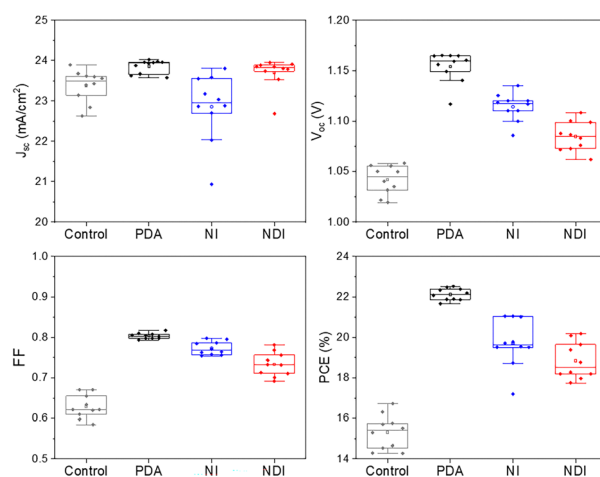 J_sc (mA/cm²)
25
24
23
22
21
20
Control PDA NI NDI
V_oc (V)
1.20
1.15
1.10
1.05
1.00
Control PDA NI NDI
FF
1.0
0.9
0.8
0.7
0.6
0.5
Control PDA NI NDI
PCE (%)
24
22
20
18
16
14
Control PDA NI NDI